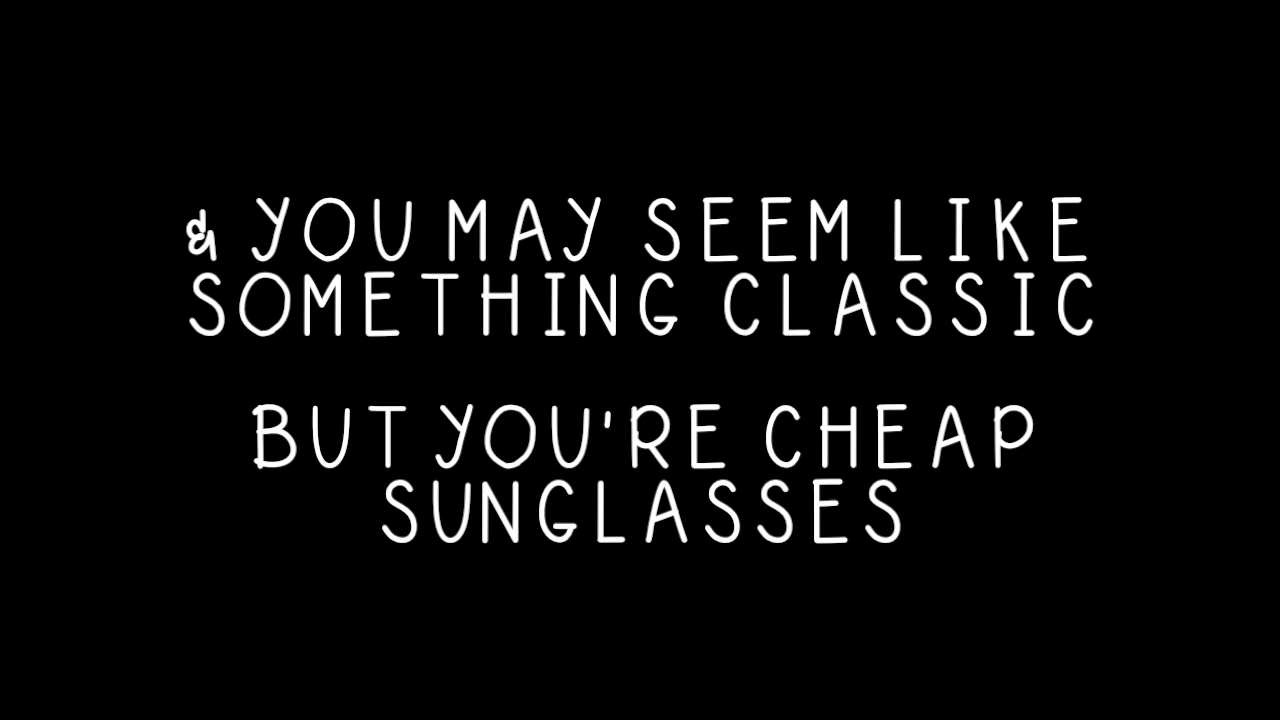 & YOU MAY SEEM LIKE
SOMETHING CLASSIC
BUT YOU'RE CHEAP
SUNGLASSES